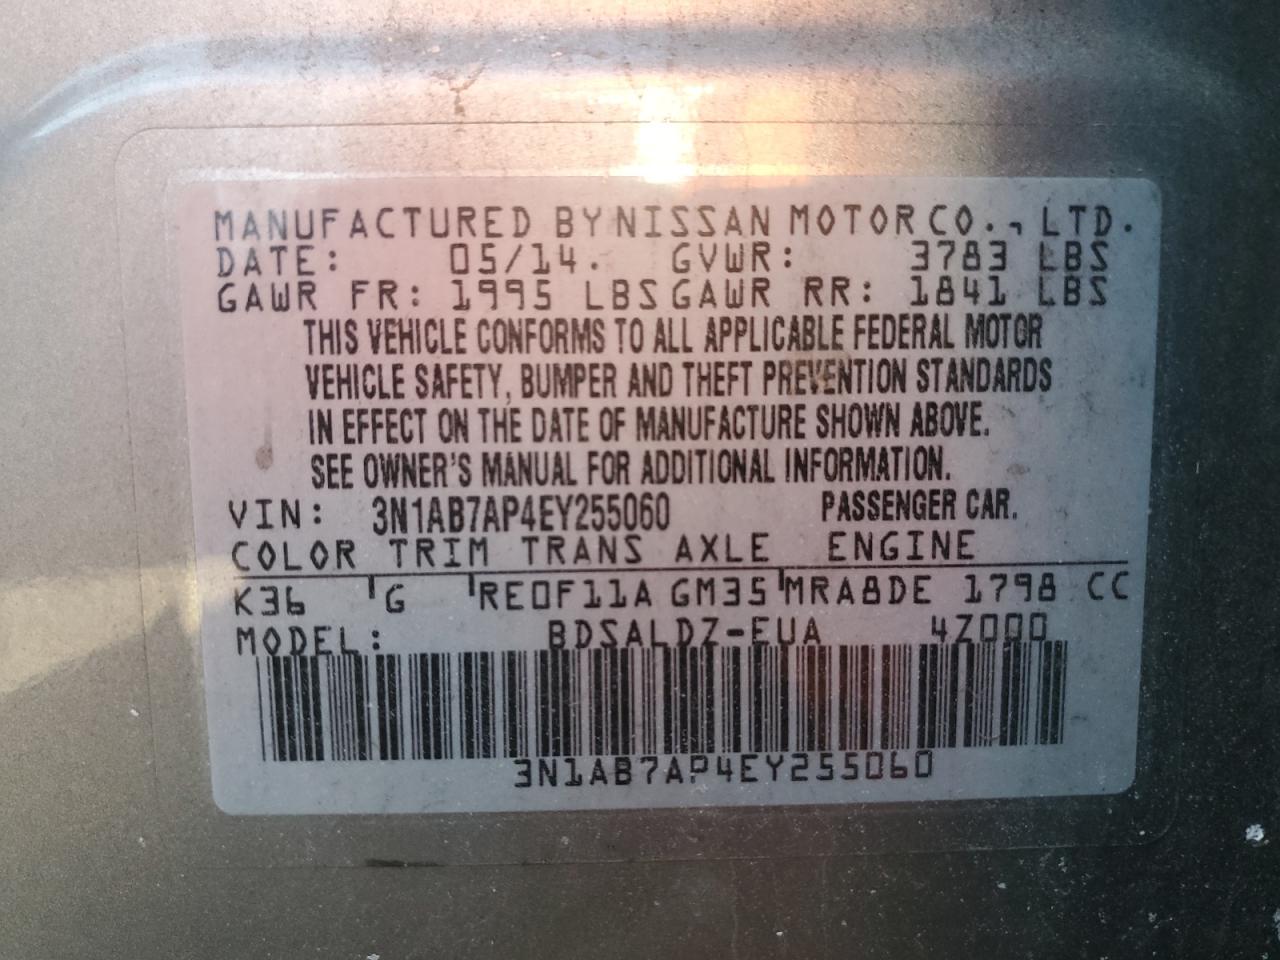 MANUFACTURED BY NISSAN MOTOR CO., LTD.
DATE: 05/14. GVWR: 3783 LBS
GAWR FR: 1995 LBS GAWR RR: 1841 LBS
THIS VEHICLE CONFORMS TO ALL APPLICABLE FEDERAL MOTOR
VEHICLE SAFETY, BUMPER AND THEFT PREVENTION STANDARDS
IN EFFECT ON THE DATE OF MANUFACTURE SHOWN ABOVE.
SEE OWNER'S MANUAL FOR ADDITIONAL INFORMATION.
VIN: 3N1AB7AP4EY255060 PASSENGER CAR.
COLOR TRIM TRANS AXLE ENGINE
K36 G RE0F11A GM35 MRA8DE 1798 CC
MODEL: BDSALDZ-EUA 4Z000
3N1AB7AP4EY255060